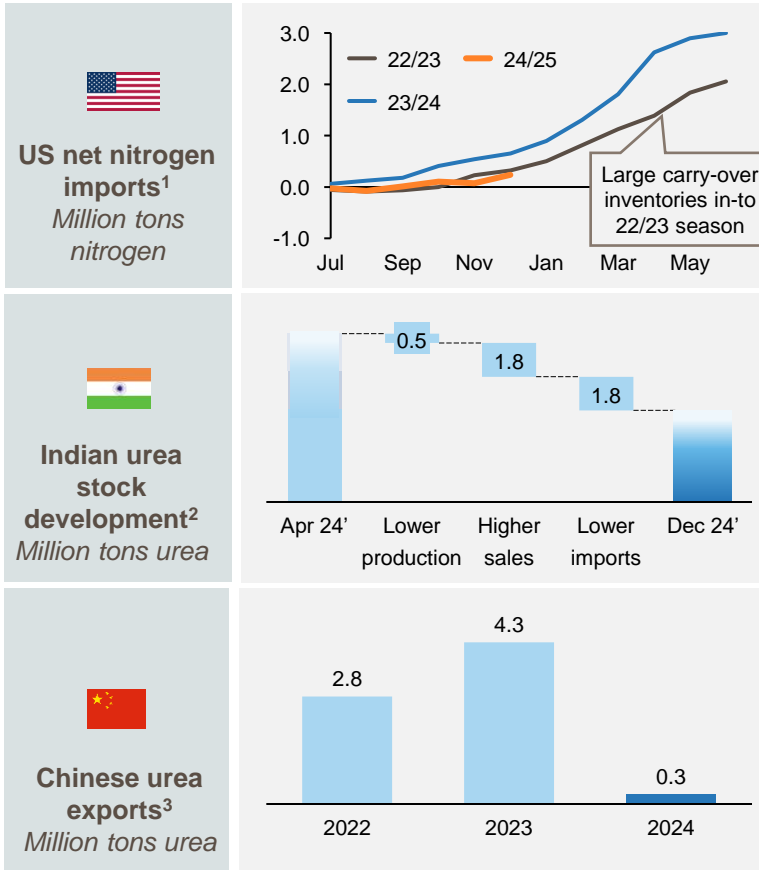 US net nitrogen
imports¹
Million tons
nitrogen
3.0
2.0
1.0
0.0
-1.0
22/23
24/25
23/24
Large carry-over
inventories in-to
22/23 season
Jul
Sep
Nov
Jan
Mar
May
Indian urea
stock
development²
Million tons urea
0.5
1.8
1.8
Apr 24’
Lower
production
Higher
sales
Lower
imports
Dec 24’
Chinese urea
exports³
Million tons urea
2.8
4.3
0.3
2022
2023
2024